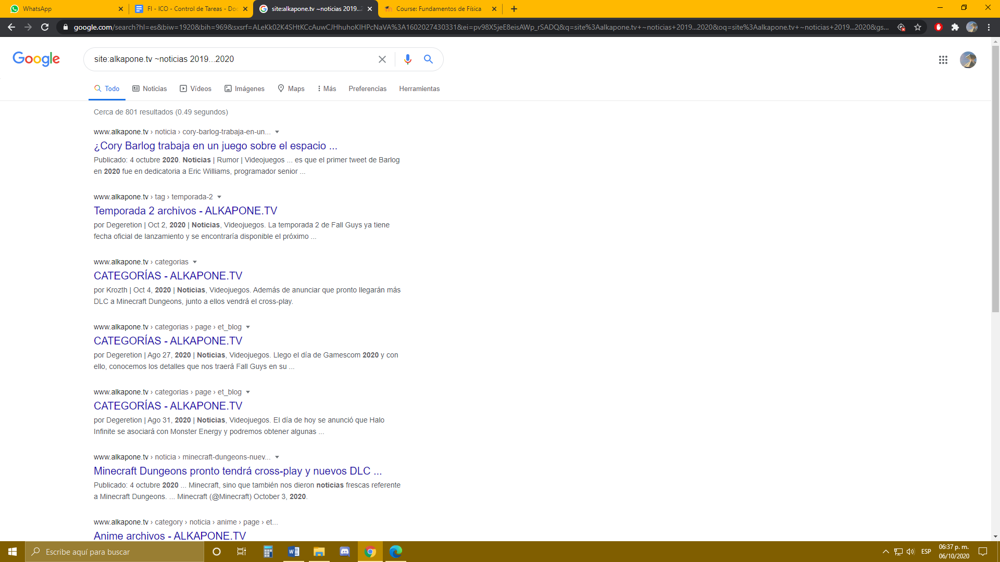 WhatsApp
FI - ICO - Control de Tareas - Doc
site:alkapone.tv ~noticias 2019...2
Course: Fundamentos de Física
google.com/search?hl=es&biw=1920&bih=969&sxsrf=ALeKk02K4SHtKCcAuwCJHhuhoKIHPcNaVA%3A1602027430331&ei=pv98X5jeE8eisAWp_rSADQ&q=site%3Aalkapone.tv+~noticias+2019...2020&oq=site%3Aalkapone.tv+~noticias+2019...2020&gs...
Google
site:alkapone.tv ~noticias 2019...2020
Todo Noticias Vídeos Imágenes Maps Más Preferencias Herramientas
Cerca de 801 resultados (0.49 segundos)
www.alkapone.tv › noticia › cory-barlog-trabaja-en-un...
¿Cory Barlog trabaja en un juego sobre el espacio ...
Publicado: 4 octubre 2020. Noticias | Rumor | Videojuegos ... es que el primer tweet de Barlog
en 2020 fue en dedicatoria a Eric Williams, programador senior ...
www.alkapone.tv › tag › temporada-2
Temporada 2 archivos - ALKAPONE.TV
por Degeretion | Oct 2, 2020 | Noticias, Videojuegos. La temporada 2 de Fall Guys ya tiene
fecha oficial de lanzamiento y se encontraría disponible el próximo ...
www.alkapone.tv › categorias
CATEGORÍAS - ALKAPONE.TV
por Krozth | Oct 4, 2020 | Noticias, Videojuegos. Además de anunciar que pronto llegarán más
DLC a Minecraft Dungeons, junto a ellos vendrá el cross-play.
www.alkapone.tv › categorias › page › et_blog
CATEGORÍAS - ALKAPONE.TV
por Degeretion | Ago 27, 2020 | Noticias, Videojuegos. Llego el día de Gamescom 2020 y con
ello, conocemos los detalles que nos traerá Fall Guys en su ...
www.alkapone.tv › categorias › page › et_blog
CATEGORÍAS - ALKAPONE.TV
por Degeretion | Ago 31, 2020 | Noticias, Videojuegos. El día de hoy se anunció que Halo
Infinite se asociará con Monster Energy y podremos obtener algunas ...
www.alkapone.tv › noticia › minecraft-dungeons-nuev...
Minecraft Dungeons pronto tendrá cross-play y nuevos DLC ...
Publicado: 4 octubre 2020 ... Minecraft, sino que también nos dieron noticias frescas referente
a Minecraft Dungeons. ... Minecraft (@Minecraft) October 3, 2020.
www.alkapone.tv › category › noticia › anime › page › et...
Anime archivos - ALKAPONE.TV
Escribe aquí para buscar
ESP
06:37 p. m.
06/10/2020